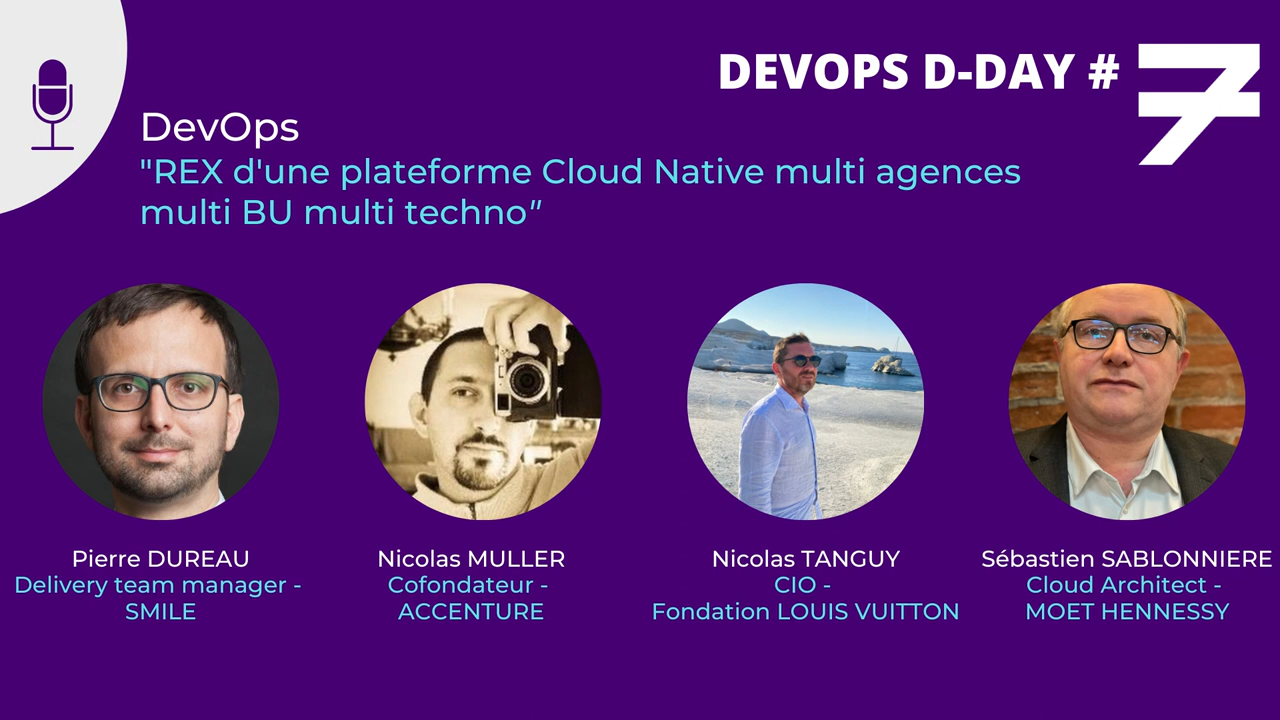 DEVOPS D-DAY # 7
DevOps
"REX d'une plateforme Cloud Native multi agences
multi BU multi techno"
Pierre DUREAU
Delivery team manager -
SMILE
Nicolas MULLER
Cofondateur -
ACCENTURE
Nicolas TANGUY
CIO -
Fondation LOUIS VUITTON
Sébastien SABLONNIERE
Cloud Architect -
MOET HENNESSY